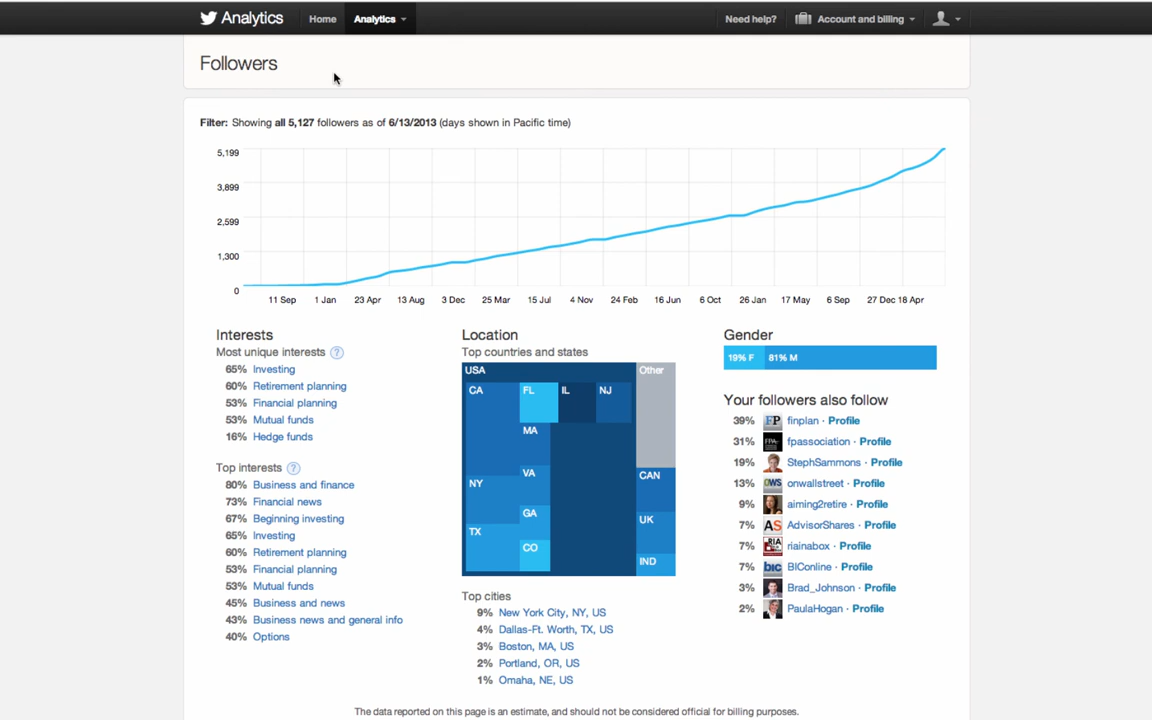 Analytics Home Analytics Need help? Account and billing
Followers
Filter: Showing all 5,127 followers as of 6/13/2013 (days shown in Pacific time)
5,199
3,899
2,599
1,300
0
11 Sep 1 Jan 23 Apr 13 Aug 3 Dec 25 Mar 15 Jul 4 Nov 24 Feb 16 Jun 6 Oct 26 Jan 17 May 6 Sep 27 Dec 18 Apr
Interests
Most unique interests ?
65% Investing
60% Retirement planning
53% Financial planning
53% Mutual funds
16% Hedge funds
Top interests ?
80% Business and finance
73% Financial news
67% Beginning investing
65% Investing
60% Retirement planning
53% Financial planning
53% Mutual funds
45% Business and news
43% Business news and general info
40% Options
Location
Top countries and states
USA Other
CA FL IL NJ
MA
VA CAN
NY
GA UK
TX
CO
IND
Top cities
9% New York City, NY, US
4% Dallas-Ft. Worth, TX, US
3% Boston, MA, US
2% Portland, OR, US
1% Omaha, NE, US
Gender
19% F 81% M
Your followers also follow
39% FP finplan · Profile
31% FPA fpassociation · Profile
19% StephSammons · Profile
13% OWS onwallstreet · Profile
9% aiming2retire · Profile
7% AS AdvisorShares · Profile
7% RIA riainabox · Profile
7% bic BIConline · Profile
3% Brad_Johnson · Profile
2% PaulaHogan · Profile
The data reported on this page is an estimate, and should not be considered official for billing purposes.